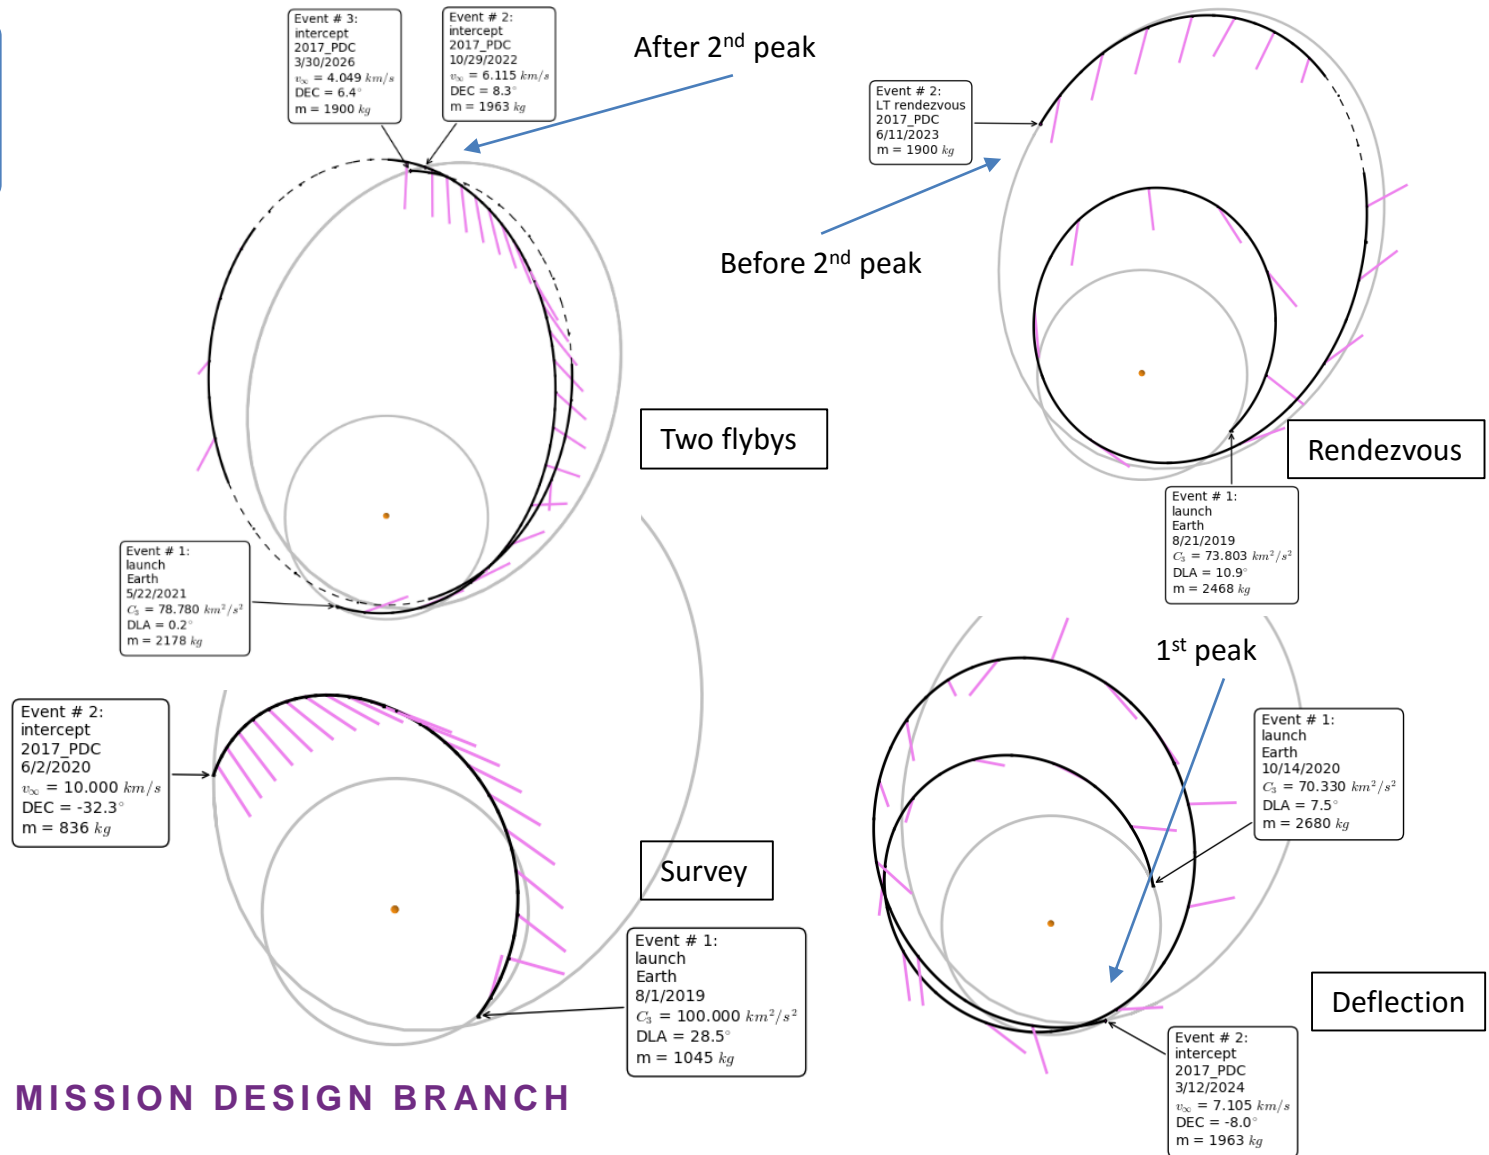 Event # 3:
intercept
2017_PDC
3/30/2026
v∞ = 4.049 km/s
DEC = 6.4°
m = 1900 kg
Event # 2:
intercept
2017_PDC
10/29/2022
v∞ = 6.115 km/s
DEC: 8.3°
m = 1963 kg
After 2nd peak
Event # 2:
LT rendezvous
2017_PDC
6/11/2023
m = 1900 kg
Before 2nd peak
Two flybys
Rendezvous
Event # 1:
launch
Earth
5/22/2021
C3 = 78.780 km²/s²
DLA = 0.2°
m = 2178 kg
Event # 1:
launch
Earth
8/21/2019
C3 = 73.803 km²/s²
DLA = 10.9°
m = 2468 kg
1st peak
Event # 2:
intercept
2017_PDC
6/2/2020
v∞ = 10.000 km/s
DEC = -32.3°
m = 836 kg
Event # 1:
launch
Earth
10/14/2020
C3 = 70.330 km²/s²
DLA = 7.5°
m = 2680 kg
Survey
Event # 1:
launch
Earth
8/1/2019
C3 = 100.000 km²/s²
DLA = 28.5°
m = 1045 kg
Deflection
Event # 2:
intercept
2017_PDC
3/12/2024
v∞ = 7.105 km/s
DEC = -8.0°
m = 1963 kg
MISSION DESIGN BRANCH